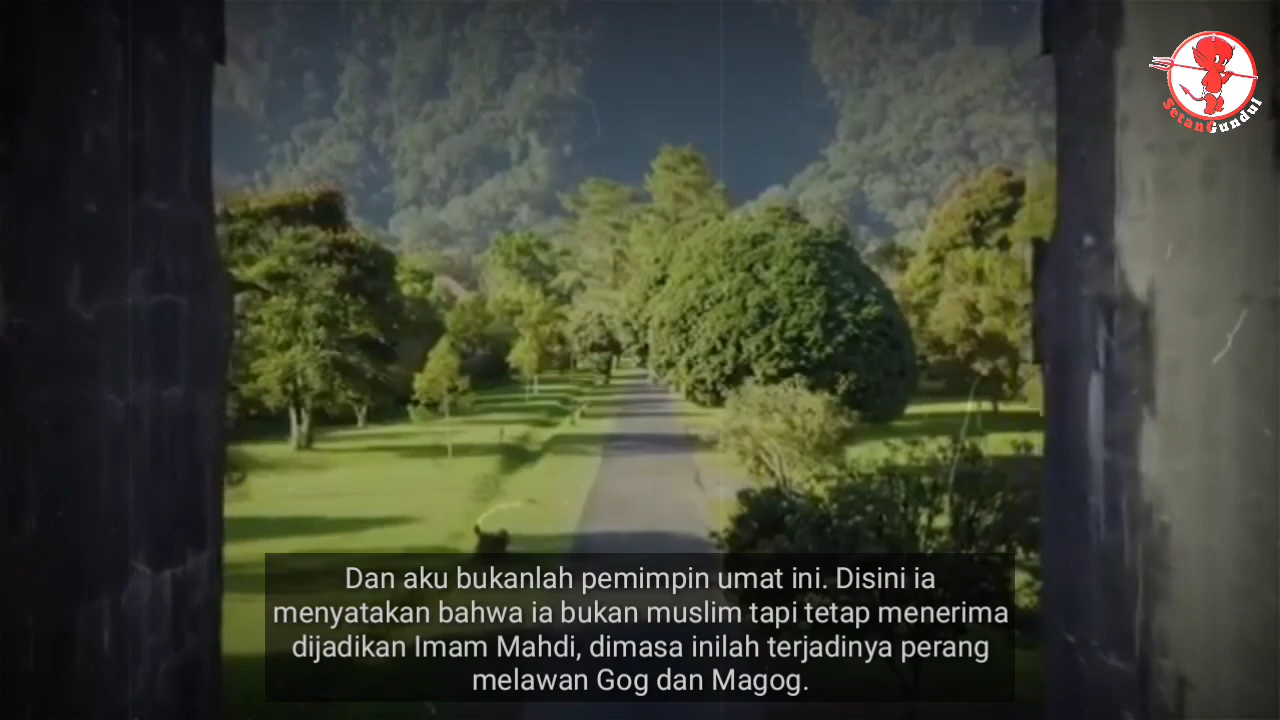 SetanGundul
Dan aku bukanlah pemimpin umat ini. Disini ia
menyatakan bahwa ia bukan muslim tapi tetap menerima
dijadikan Imam Mahdi, dimasa inilah terjadinya perang
melawan Gog dan Magog.